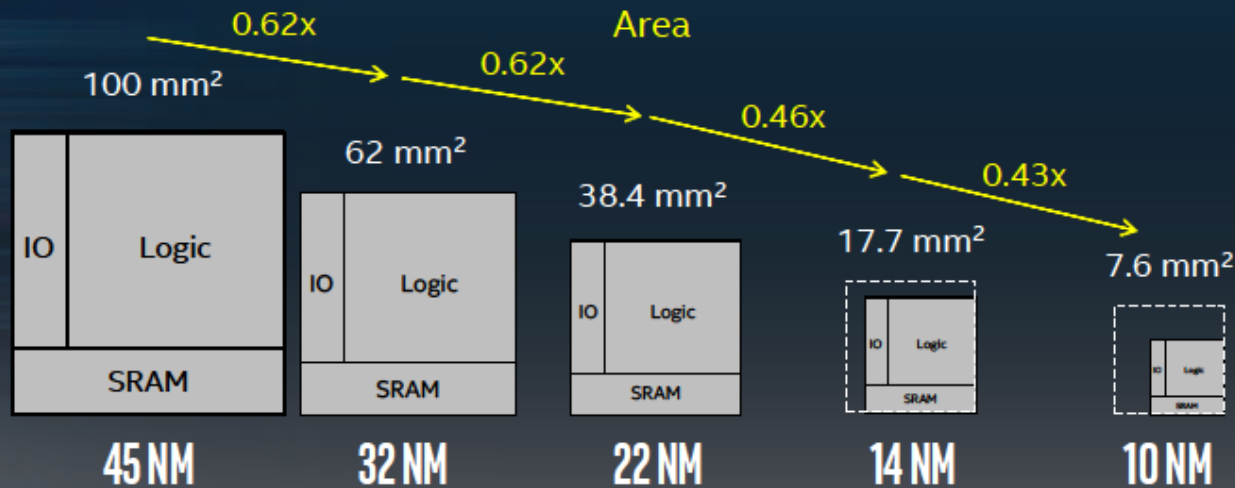 Area
0.62x
0.62x
0.46x
0.43x
100 mm²
62 mm²
38.4 mm²
17.7 mm²
7.6 mm²
IO
Logic
SRAM
IO
Logic
SRAM
IO
Logic
SRAM
IO
Logic
SRAM
IO
Logic
SRAM
45 NM
32 NM
22 NM
14 NM
10 NM